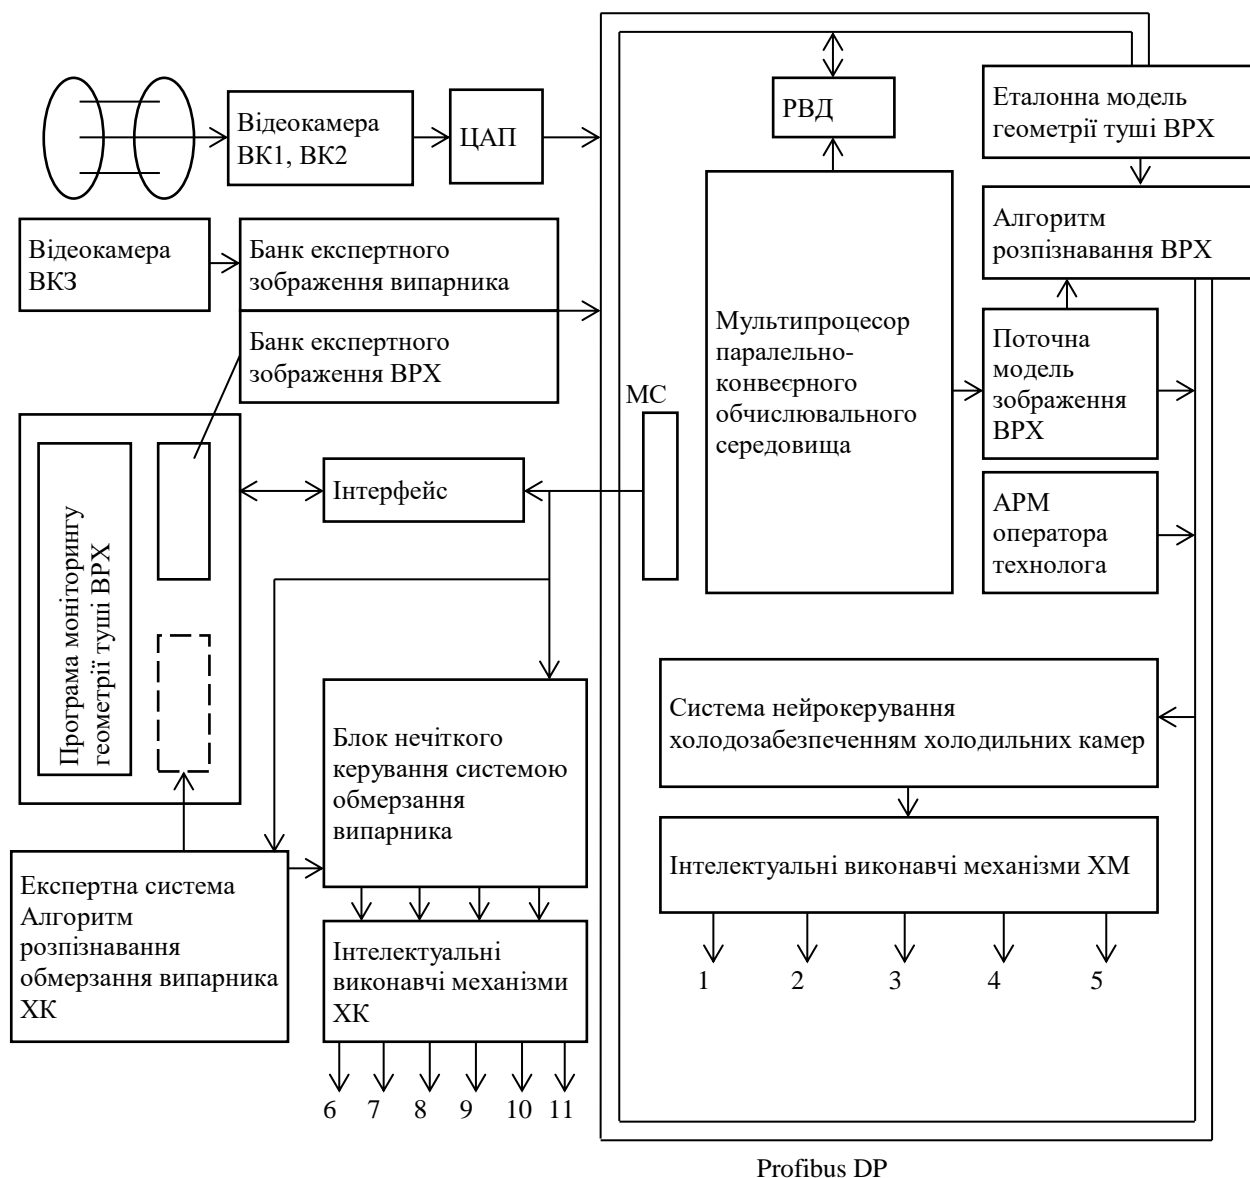 Відеокамера
ВК1, ВК2
ЦАП
РВД
Еталонна модель
геометрії туші ВРХ
Відеокамера
ВКЗ
Банк експертного
зображення випарника
Банк експертного
зображення ВРХ
Алгоритм
розпізнавання ВРХ
Мультипроцесор
паралельно-
конвеєрного
обчислювального
середовища
Поточна
модель
зображення
ВРХ
МС
Інтерфейс
АРМ
оператора
технолога
Програма моніторингу
геометрії туші ВРХ
Блок нечіткого
керування системою
обмерзання
випарника
Система нейрокерування
холодозабезпеченням холодильних камер
Інтелектуальні виконавчі механізми ХМ
1 2 3 4 5
Експертна система
Алгоритм
розпізнавання
обмерзання випарника
ХК
Інтелектуальні
виконавчі механізми
ХК
6 7 8 9 10 11
Profibus DP